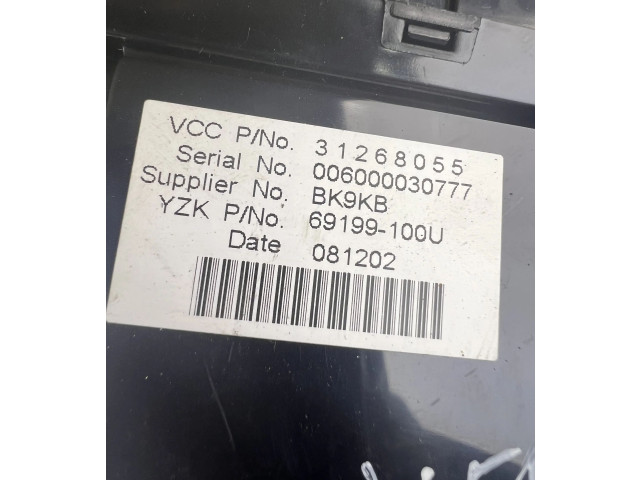 VCC P/No. 31268055
Serial No. 006000030777
Supplier No. BK9KB
YZK P/No. 69199-100U
Date 081202